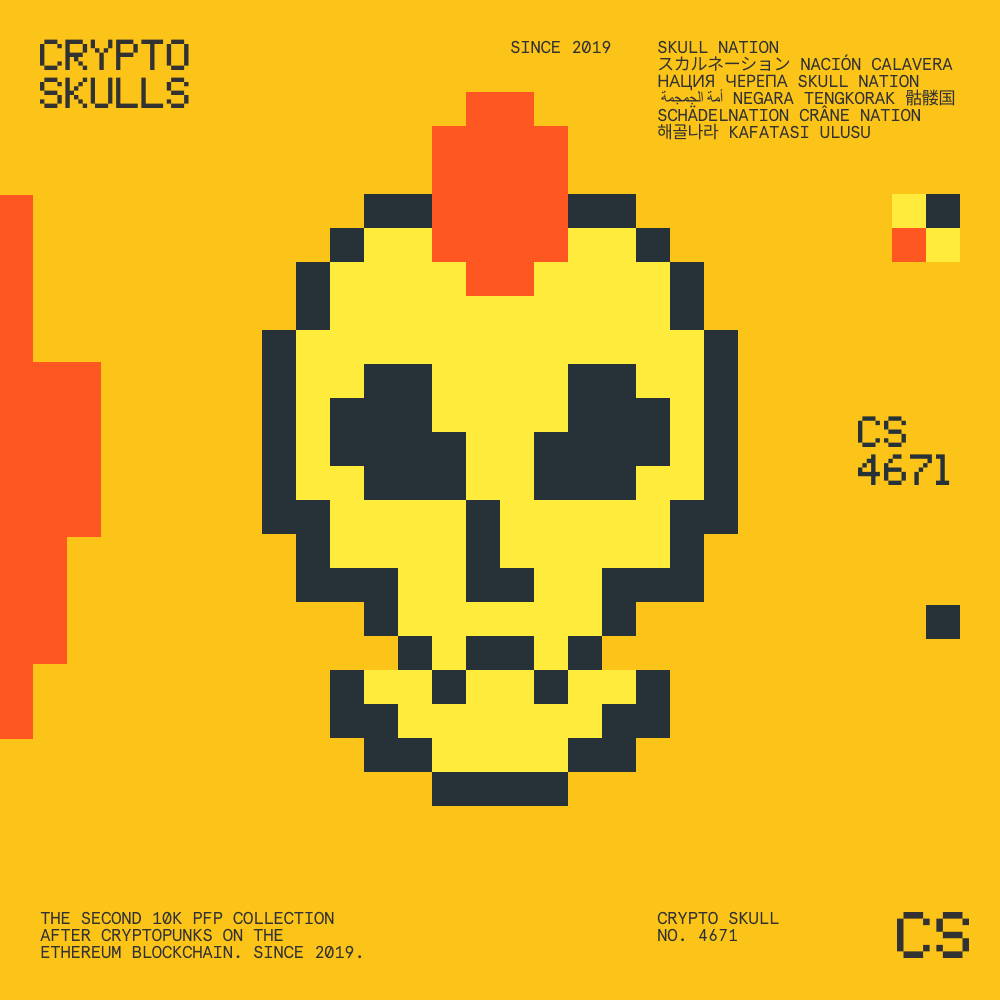 CRYPTO
SKULLS
SINCE 2019
SKULL NATION
スカルネーション NACIÓN CALAVERA
НАЦИЯ ЧЕРЕПА SKULL NATION
أمة الجمجمة NEGARA TENGKORAK 骷髅国
SCHÄDELNATION CRÂNE NATION
해골나라 KAFATASI ULUSU
CS
4671
THE SECOND 10K PFP COLLECTION
AFTER CRYPTOPUNKS ON THE
ETHEREUM BLOCKCHAIN. SINCE 2019.
CRYPTO SKULL
NO. 4671
CS